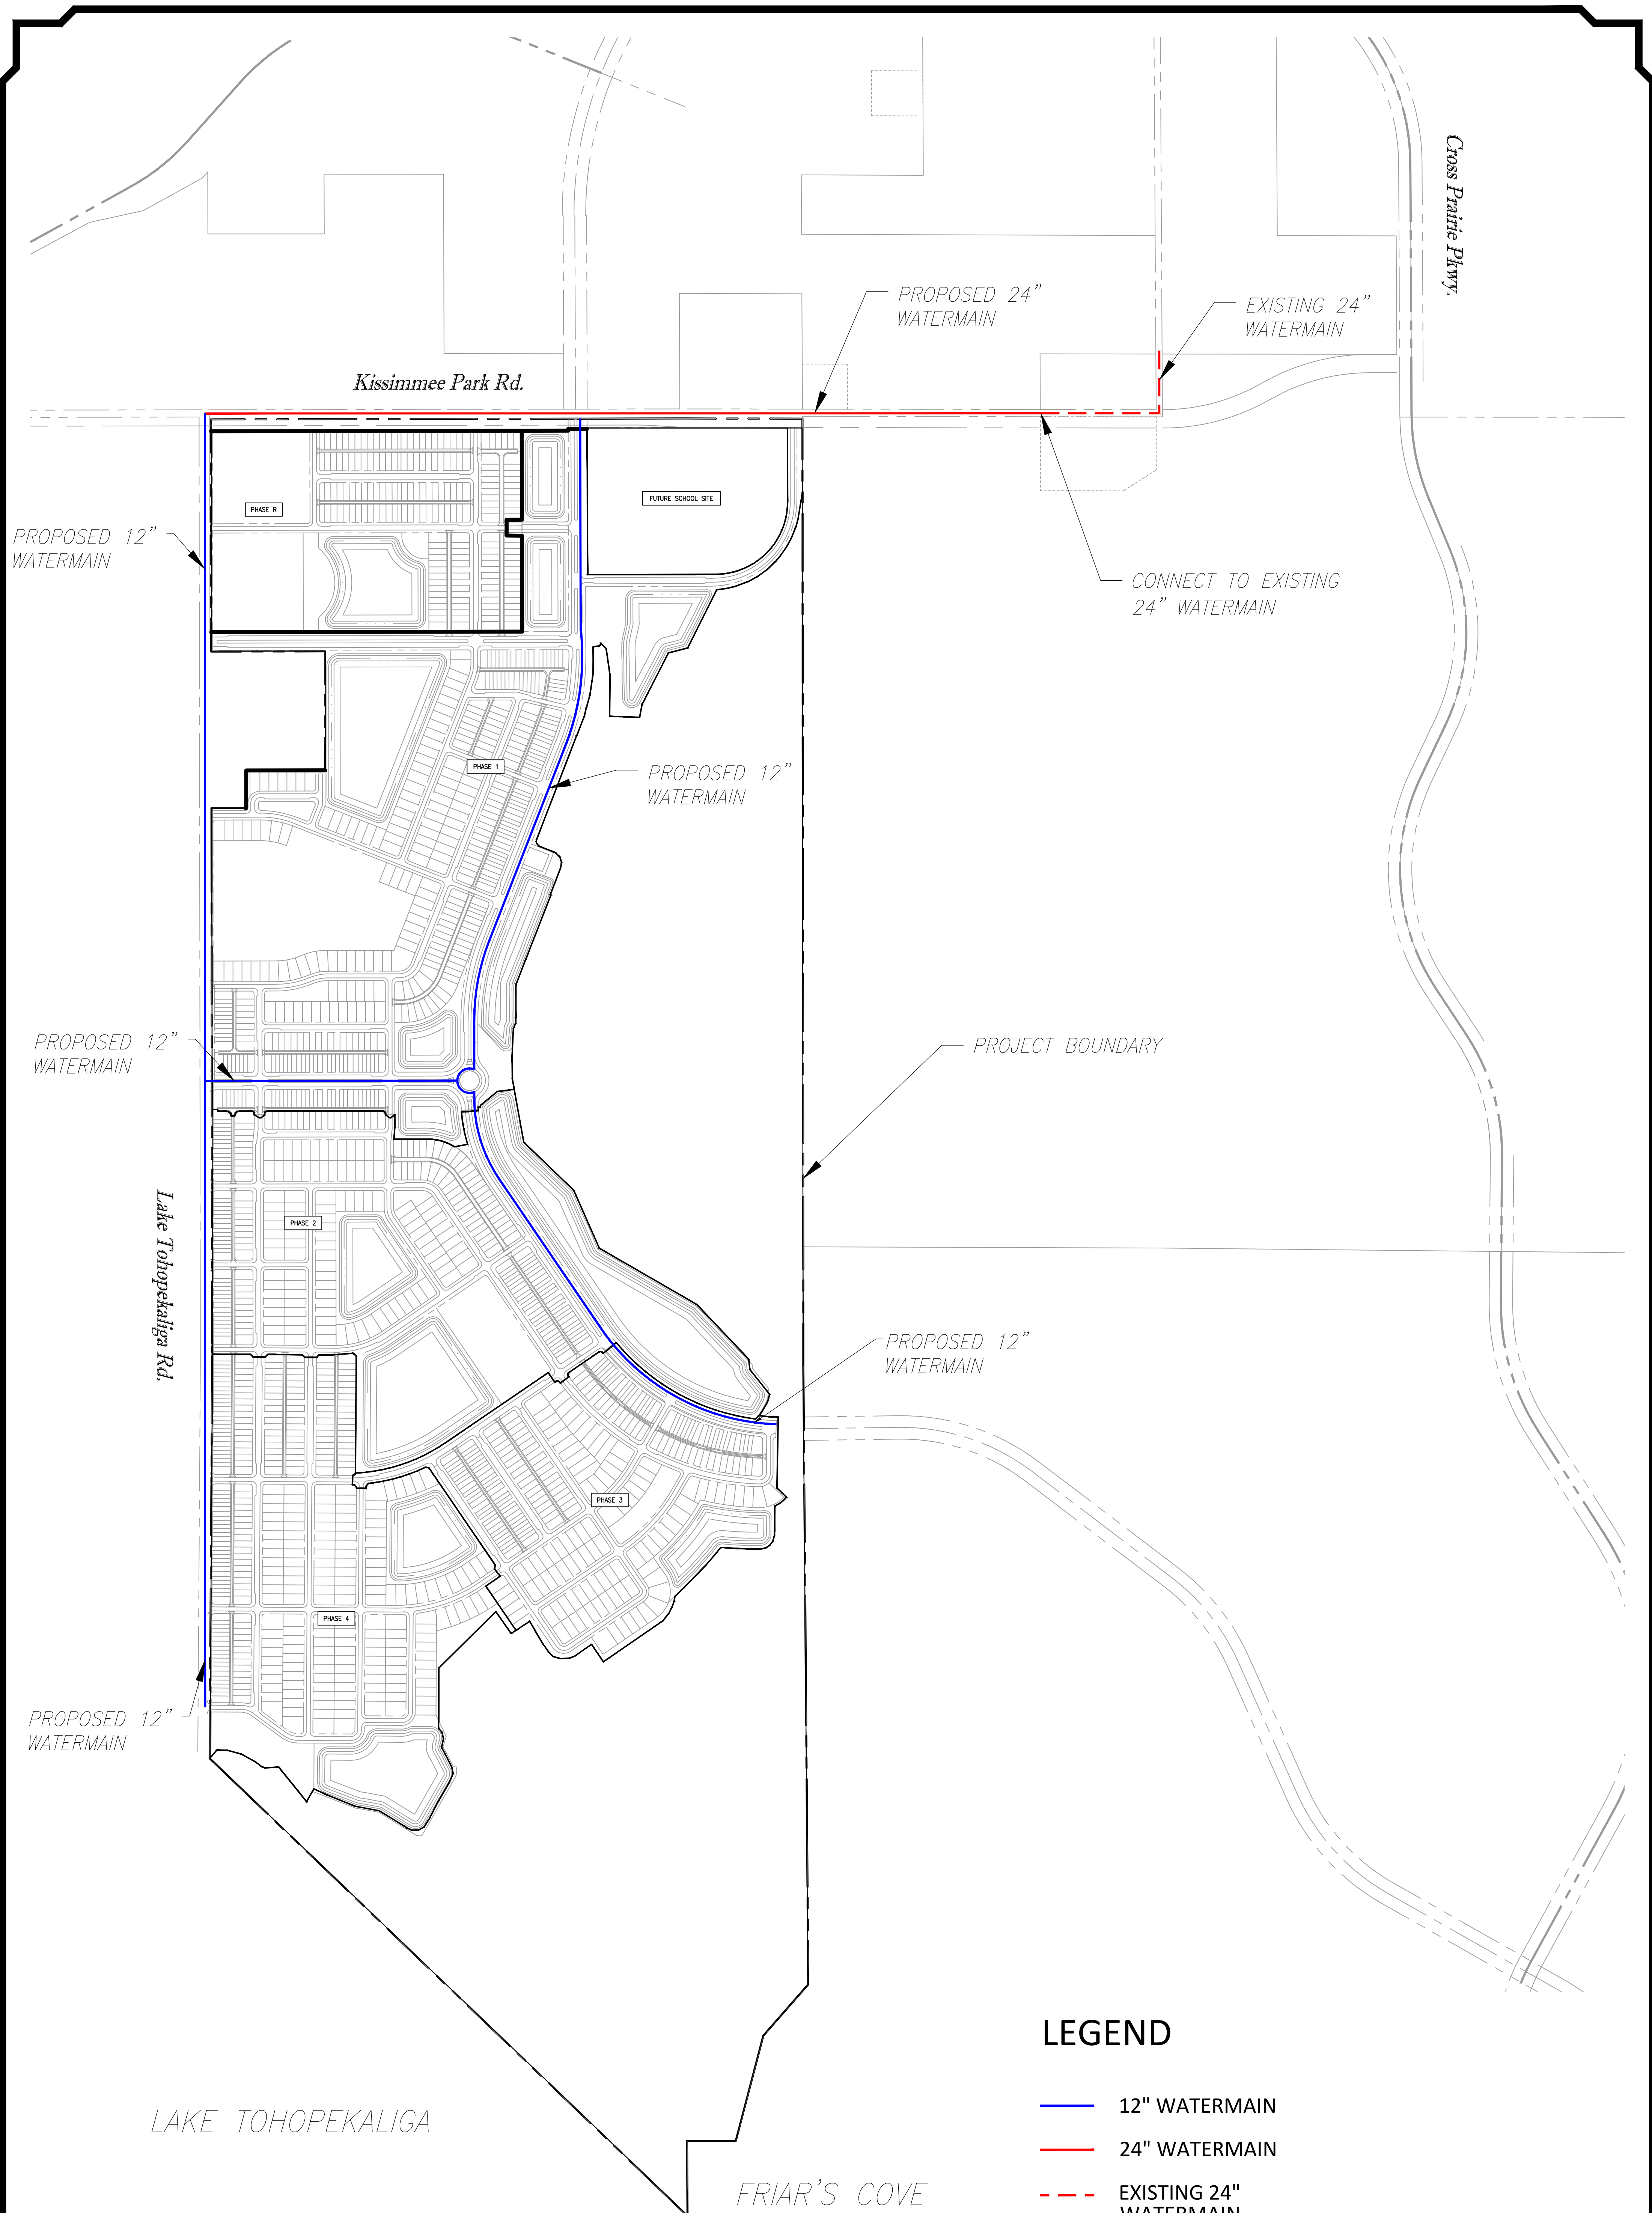 Cross Prairie Pkwy.
PROPOSED 24"
WATERMAIN
EXISTING 24"
WATERMAIN
Kissimmee Park Rd.
PHASE R
FUTURE SCHOOL SITE
PROPOSED 12"
WATERMAIN
CONNECT TO EXISTING
24" WATERMAIN
PHASE 1
PROPOSED 12"
WATERMAIN
PROPOSED 12"
WATERMAIN
PROJECT BOUNDARY
Lake Tohopekaliga Rd.
PHASE 2
PROPOSED 12"
WATERMAIN
PHASE 3
PHASE 4
PROPOSED 12"
WATERMAIN
LEGEND
12" WATERMAIN
24" WATERMAIN
EXISTING 24"
WATERMAIN
LAKE TOHOPEKALIGA
FRIAR'S COVE